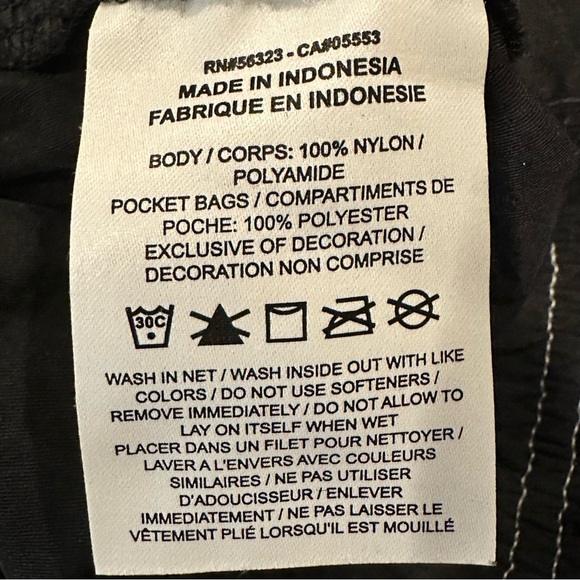 RN#56323 - CA#05553
MADE IN INDONESIA
FABRIQUE EN INDONESIE
BODY / CORPS: 100% NYLON /
POLYAMIDE
POCKET BAGS / COMPARTIMENTS DE
POCHE: 100% POLYESTER
EXCLUSIVE OF DECORATION /
DECORATION NON COMPRISE
30C
WASH IN NET / WASH INSIDE OUT WITH LIKE
COLORS / DO NOT USE SOFTENERS /
REMOVE IMMEDIATELY / DO NOT ALLOW TO
LAY ON ITSELF WHEN WET
PLACER DANS UN FILET POUR NETTOYER /
LAVER A L'ENVERS AVEC COULEURS
SIMILAIRES / NE PAS UTILISER
D'ADOUCISSEUR / ENLEVER
IMMEDIATEMENT / NE PAS LAISSER LE
VÊTEMENT PLIÉ LORSQU'IL EST MOUILLÉ